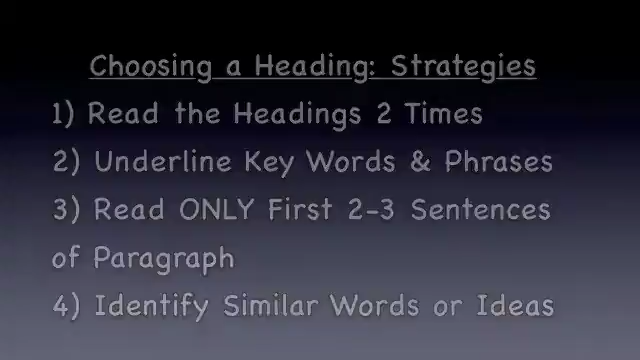 Choosing a Heading: Strategies
1) Read the Headings 2 Times
2) Underline Key Words & Phrases
3) Read ONLY First 2-3 Sentences
of Paragraph
4) Identify Similar Words or Ideas